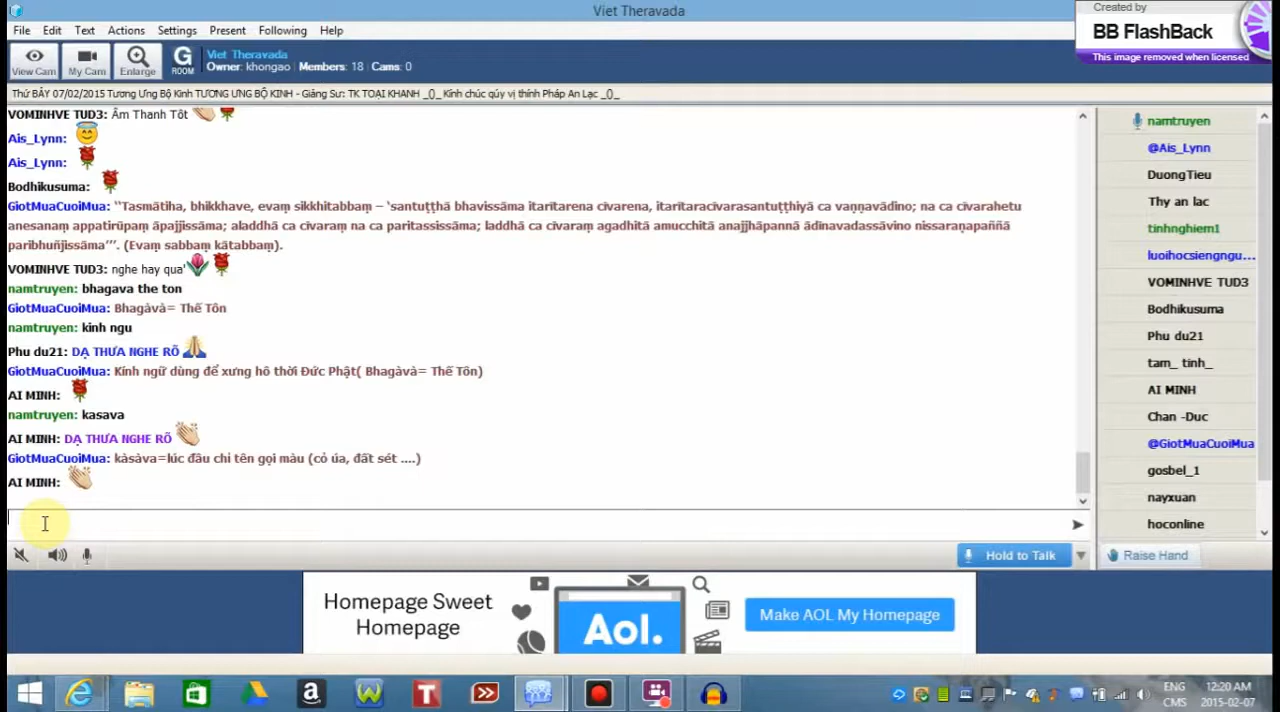 Viet Theravada
Created by
BB FlashBack
This image removed when licensed
File Edit Text Actions Settings Present Following Help
View Cam
My Cam
Enlarge
G
ROOM
Viet Theravada
Owner: khongao Members: 18 Cams: 0
Thứ BẢY 07/02/2015 Tương Ưng Bộ Kinh TƯƠNG ƯNG BỘ KINH - Giảng Sư: TK TOẠI KHANH _()_ Kính chúc qúy vị thính Pháp An Lạc _()_
VOMINHVE TUD3: Âm Thanh Tốt
Ais_Lynn:
Ais_Lynn:
Bodhikusuma:
GiotMuaCuoiMua: "Tasmātiha, bhikkhave, evaṃ sikkhitabbaṃ – 'santuṭṭhā bhavissāma itarītarena cīvarena, itarītaracīvarasantuṭṭhiyā ca vaṇṇavādino; na ca cīvarahetu
anesanaṃ appatirūpaṃ āpajjissāma; aladdhā ca cīvaraṃ na ca paritassissāma; laddhā ca cīvaraṃ agadhitā amucchitā anajjhāpannā ādīnavadassāvino nissaraṇapaññā
paribhuñjissāma'". (Evaṃ sabbaṃ kātabbaṃ).
VOMINHVE TUD3: nghe hay qua'
namtruyen: bhagava the ton
GiotMuaCuoiMua: Bhagàvà= Thế Tôn
namtruyen: kinh ngu
Phu du21: DẠ THƯA NGHE RÕ
GiotMuaCuoiMua: Kính ngữ dùng để xưng hô thời Đức Phật( Bhagàvà= Thế Tôn)
AI MINH:
namtruyen: kasava
AI MINH: DẠ THƯA NGHE RÕ
GiotMuaCuoiMua: kàsàva=lúc đầu chỉ tên gọi màu (cỏ úa, đất sét ....)
AI MINH:
namtruyen
@Ais_Lynn
DuongTieu
Thy an lac
tinhnghiem1
luoihocsiengngu...
VOMINHVE TUD3
Bodhikusuma
Phu du21
tam_ tinh_
AI MINH
Chan -Duc
@GiotMuaCuoiMua
gosbel_1
nayxuan
hoconline
Hold to Talk
Raise Hand
Homepage Sweet
Homepage
Aol.
Make AOL My Homepage
ENG
CMS
12:20 AM
2015-02-07